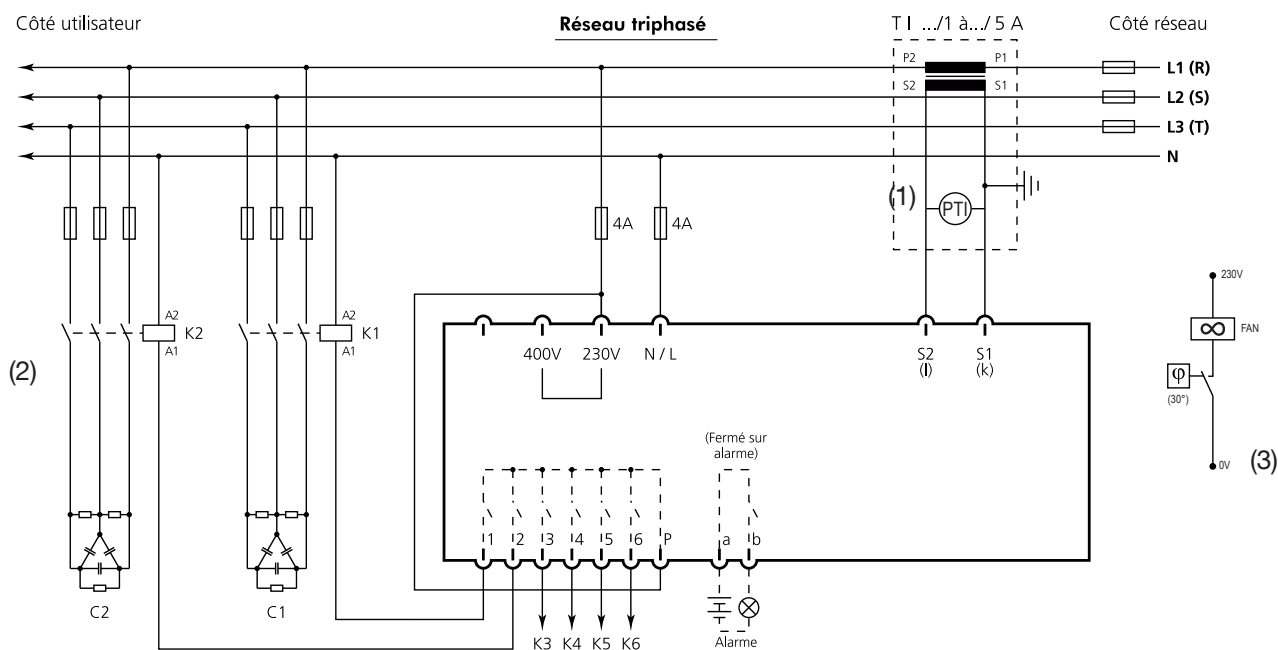 Côté utilisateur
Réseau triphasé
T I .../1 à.../ 5 A
Côté réseau
P2
P1
L1 (R)
S2
S1
L2 (S)
L3 (T)
N
(1)
PTI
4A
4A
230V
FAN
φ
(30°)
0V
(3)
A2
K2
A1
A2
K1
A1
(2)
400V
230V
N / L
S2
(l)
S1
(k)
(Fermé sur
alarme)
1
2
3
4
5
6
P
a
b
C2
C1
K3
K4
K5
K6
Alarme